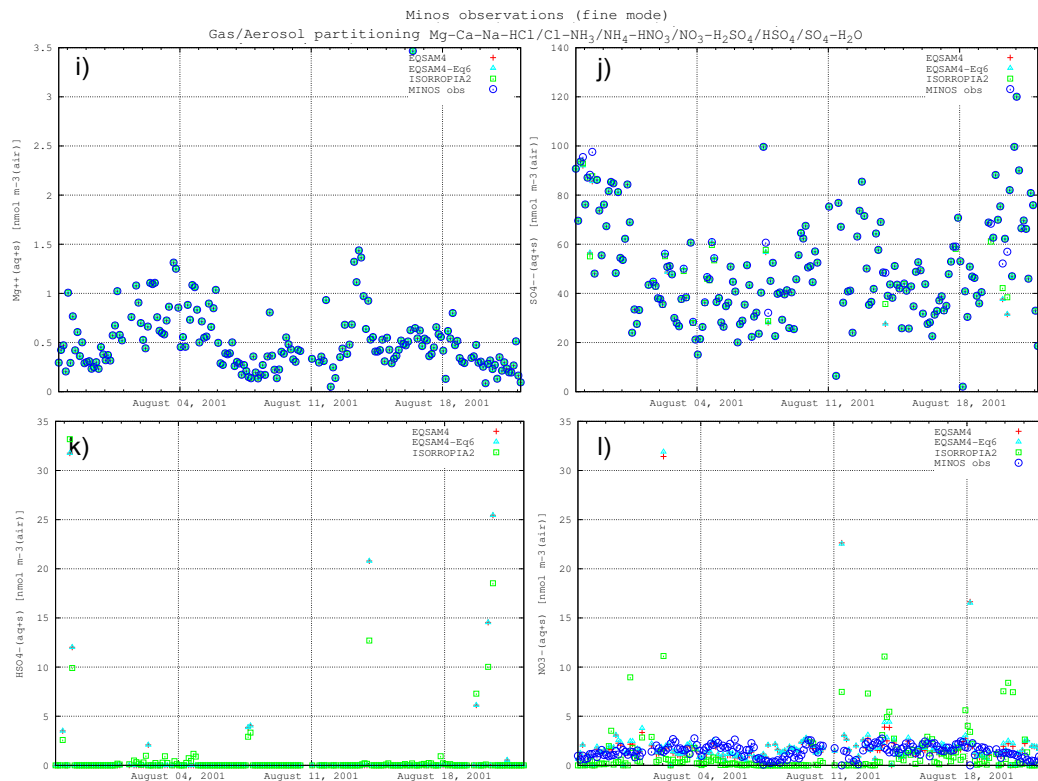 Minos observations (fine mode)
Gas/Aerosol partitioning Mg-Ca-Na-HCl/Cl-NH3/NH4-HNO3/NO3-H2SO4/HSO4/SO4-H2O
i)
EQSAM4
EQSAM4-Eq6
ISORROPIA2
MINOS obs
Mg++(aq+s) [nmol m-3(air)]
3.5
3
2.5
2
1.5
1
0.5
0
August 04, 2001
August 11, 2001
August 18, 2001
j)
EQSAM4
EQSAM4-Eq6
ISORROPIA2
MINOS obs
SO4--(aq+s) [nmol m-3(air)]
140
120
100
80
60
40
20
0
August 04, 2001
August 11, 2001
August 18, 2001
k)
EQSAM4
EQSAM4-Eq6
ISORROPIA2
HSO4-(aq+s) [nmol m-3(air)]
35
30
25
20
15
10
5
0
August 04, 2001
August 11, 2001
August 18, 2001
l)
EQSAM4
EQSAM4-Eq6
ISORROPIA2
MINOS obs
NO3-(aq+s) [nmol m-3(air)]
35
30
25
20
15
10
5
0
August 04, 2001
August 11, 2001
August 18, 2001